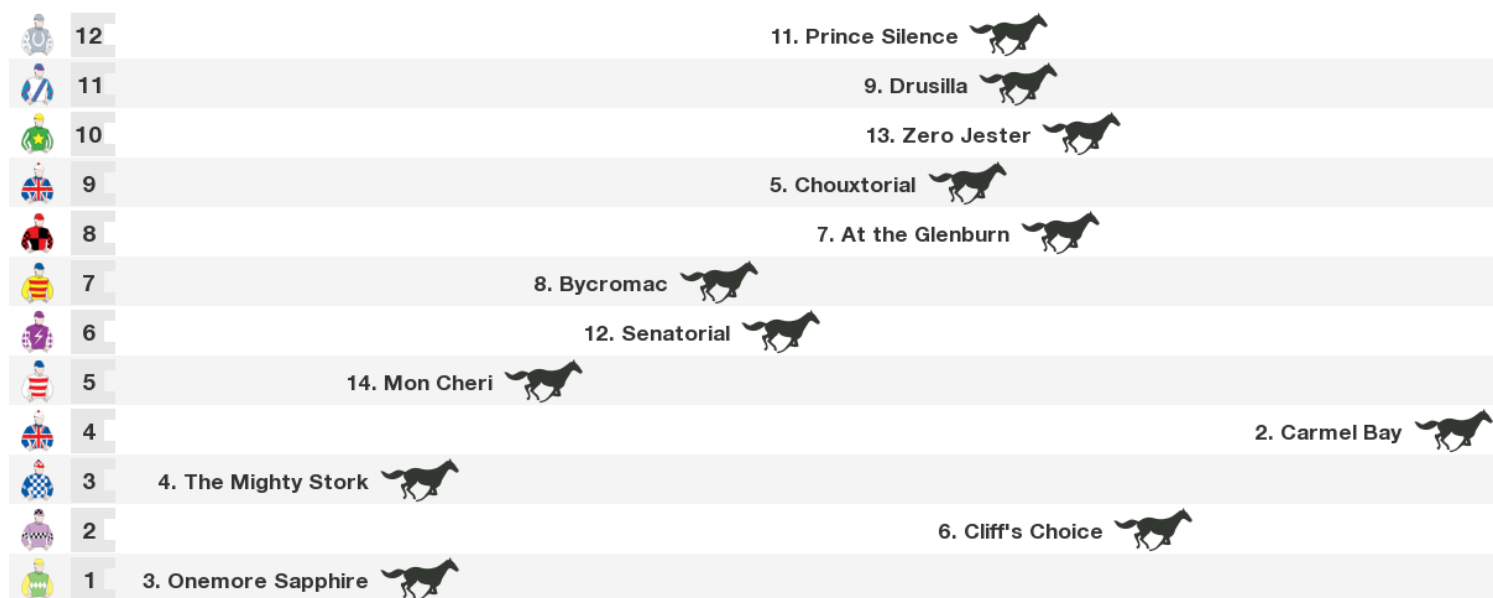 12 11. Prince Silence
11 9. Drusilla
10 13. Zero Jester
9 5. Chouxtorial
8 7. At the Glenburn
7 8. Bycromac
6 12. Senatorial
5 14. Mon Cheri
4 2. Carmel Bay
3 4. The Mighty Stork
2 6. Cliff's Choice
1 3. Onemore Sapphire